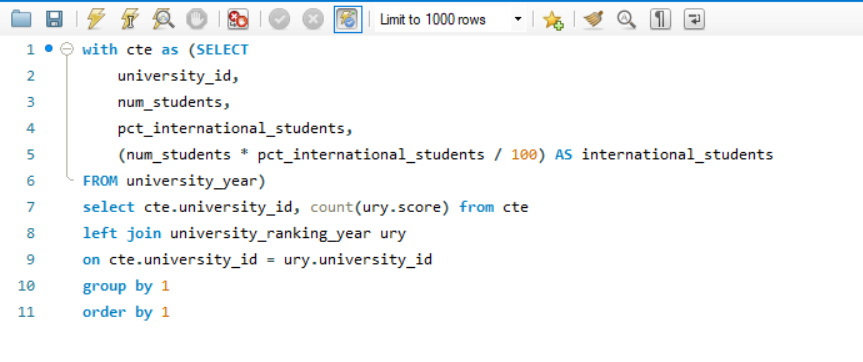 Limit to 1000 rows
1 with cte as (SELECT
2 university_id,
3 num_students,
4 pct_international_students,
5 (num_students * pct_international_students / 100) AS international_students
6 FROM university_year)
7 select cte.university_id, count(ury.score) from cte
8 left join university_ranking_year ury
9 on cte.university_id = ury.university_id
10 group by 1
11 order by 1